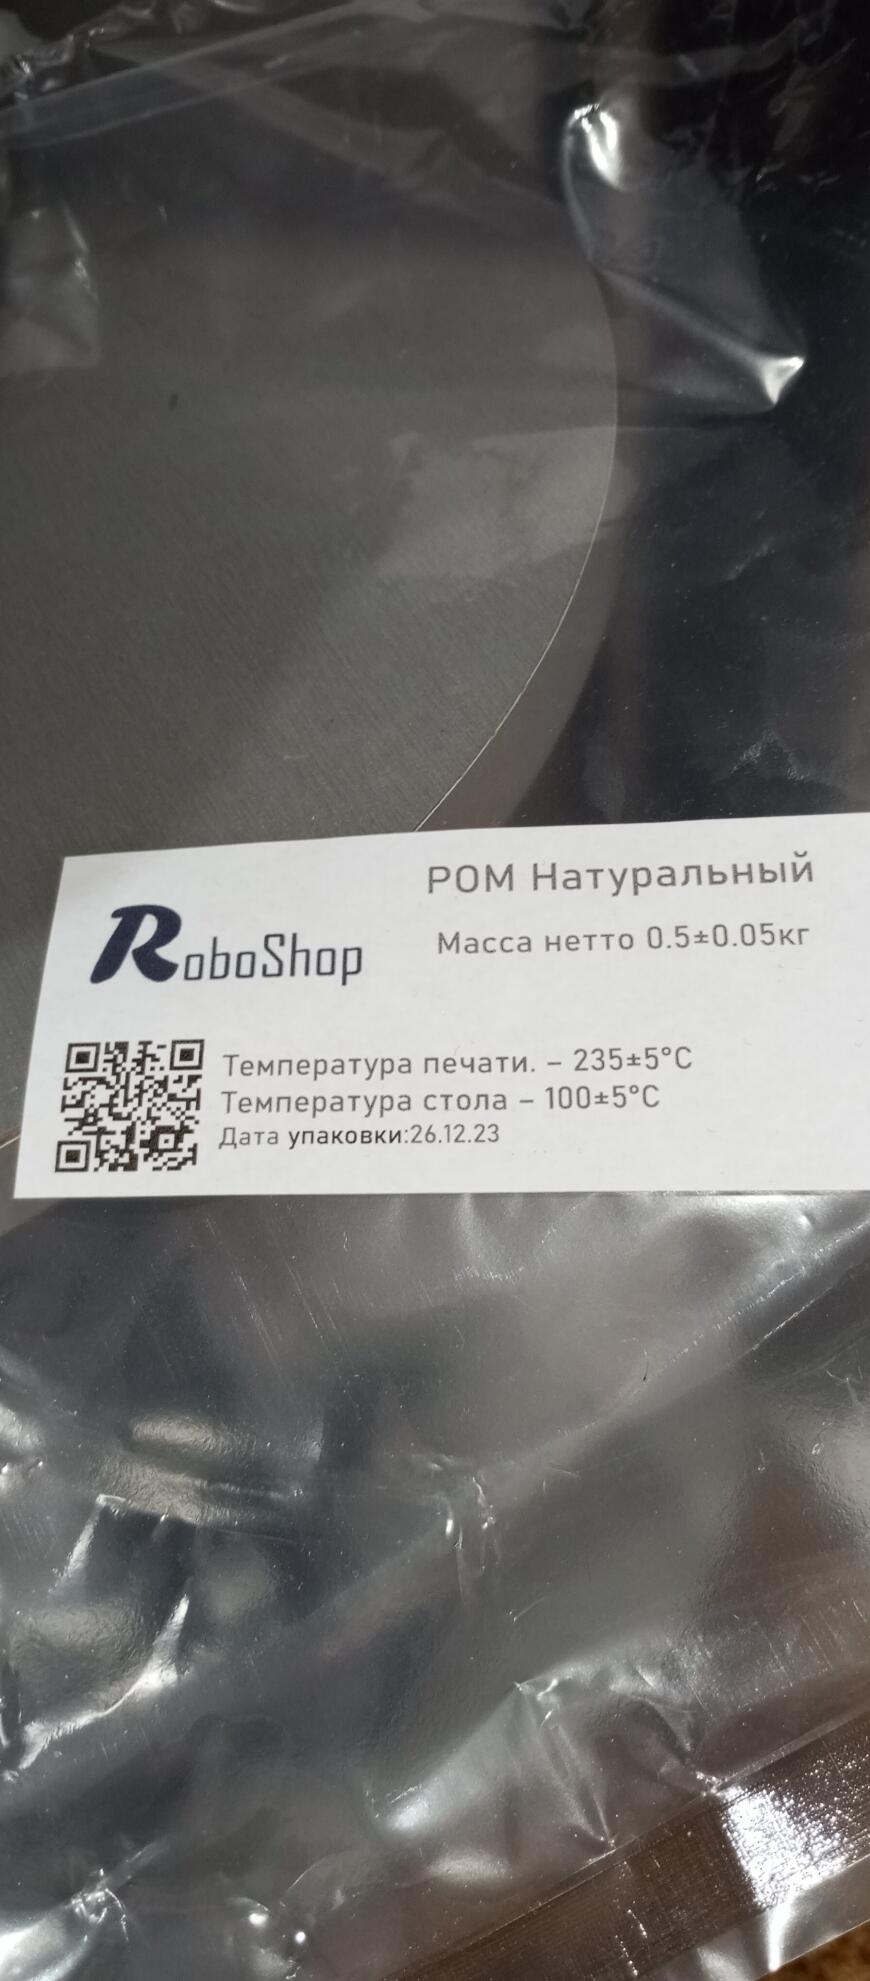 POM Натуральный
RoboShop
Масса нетто 0.5±0.05кг
Температура печати. – 235±5°C
Температура стола – 100±5°C
Дата упаковки:26.12.23